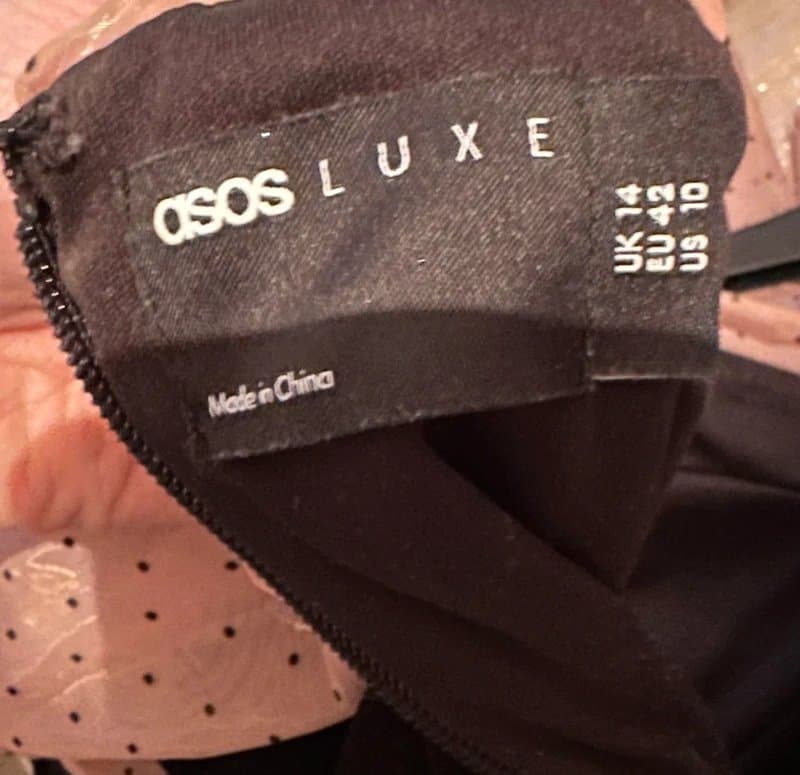 asos LUXE
UK 14
EU 42
US 10
Made in China